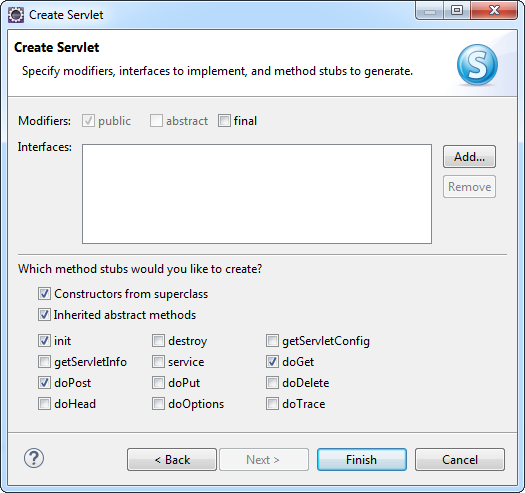 Create Servlet
Create Servlet
Specify modifiers, interfaces to implement, and method stubs to generate.
S
Modifiers: public abstract final
Interfaces:
Add...
Remove
Which method stubs would you like to create?
Constructors from superclass
Inherited abstract methods
init destroy getServletConfig
getServletInfo service doGet
doPost doPut doDelete
doHead doOptions doTrace
? < Back Next > Finish Cancel